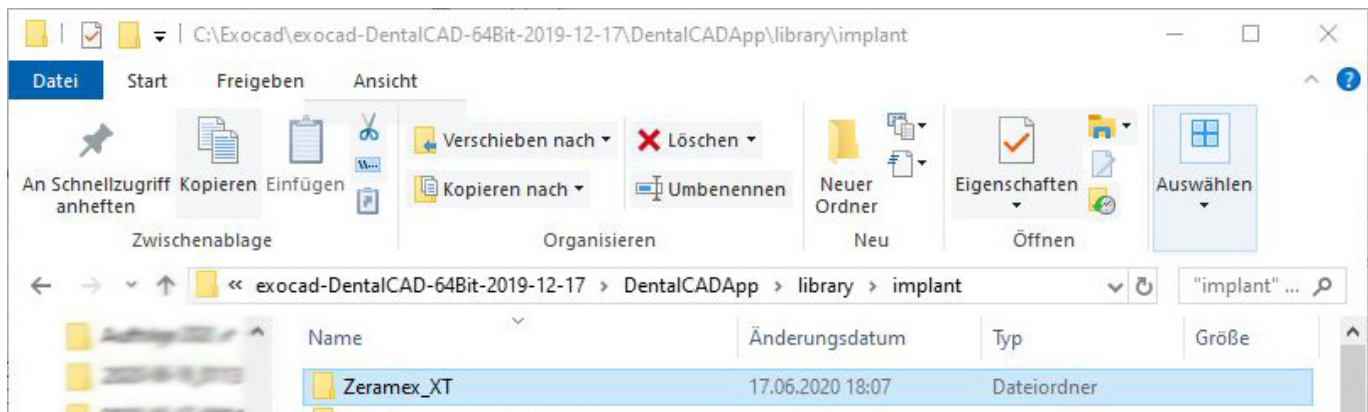 C:\Exocad\exocad-DentalCAD-64Bit-2019-12-17\DentalCADApp\library\implant
Datei Start Freigeben Ansicht
An Schnellzugriff anheften
Kopieren
Einfügen
Verschieben nach
Kopieren nach
Löschen
Umbenennen
Neuer Ordner
Eigenschaften
Auswählen
Zwischenablage Organisieren Neu Öffnen
« exocad-DentalCAD-64Bit-2019-12-17 > DentalCADApp > library > implant "implant" ...
Name Änderungsdatum Typ Größe
Zeramex_XT 17.06.2020 18:07 Dateiordner